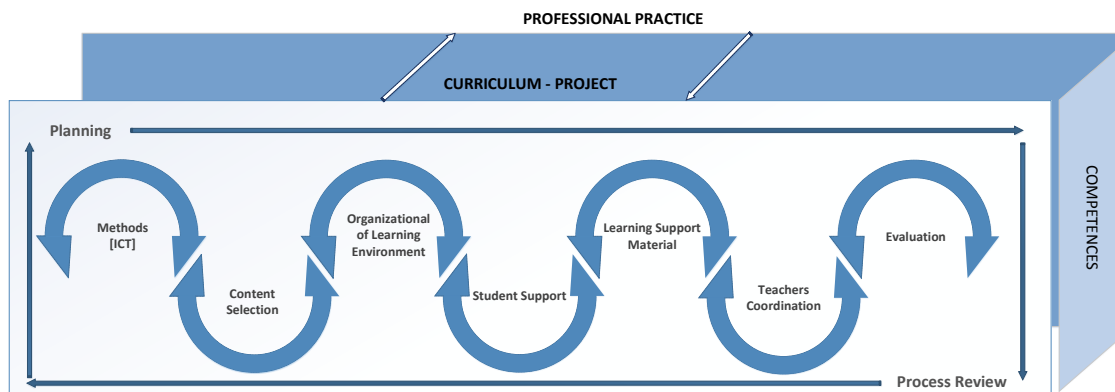 PROFESSIONAL PRACTICE
CURRICULUM - PROJECT
Planning
Methods
[ICT]
Content
Selection
Organizational
of Learning
Environment
Student Support
Learning Support
Material
Teachers
Coordination
Evaluation
COMPETENCES
Process Review